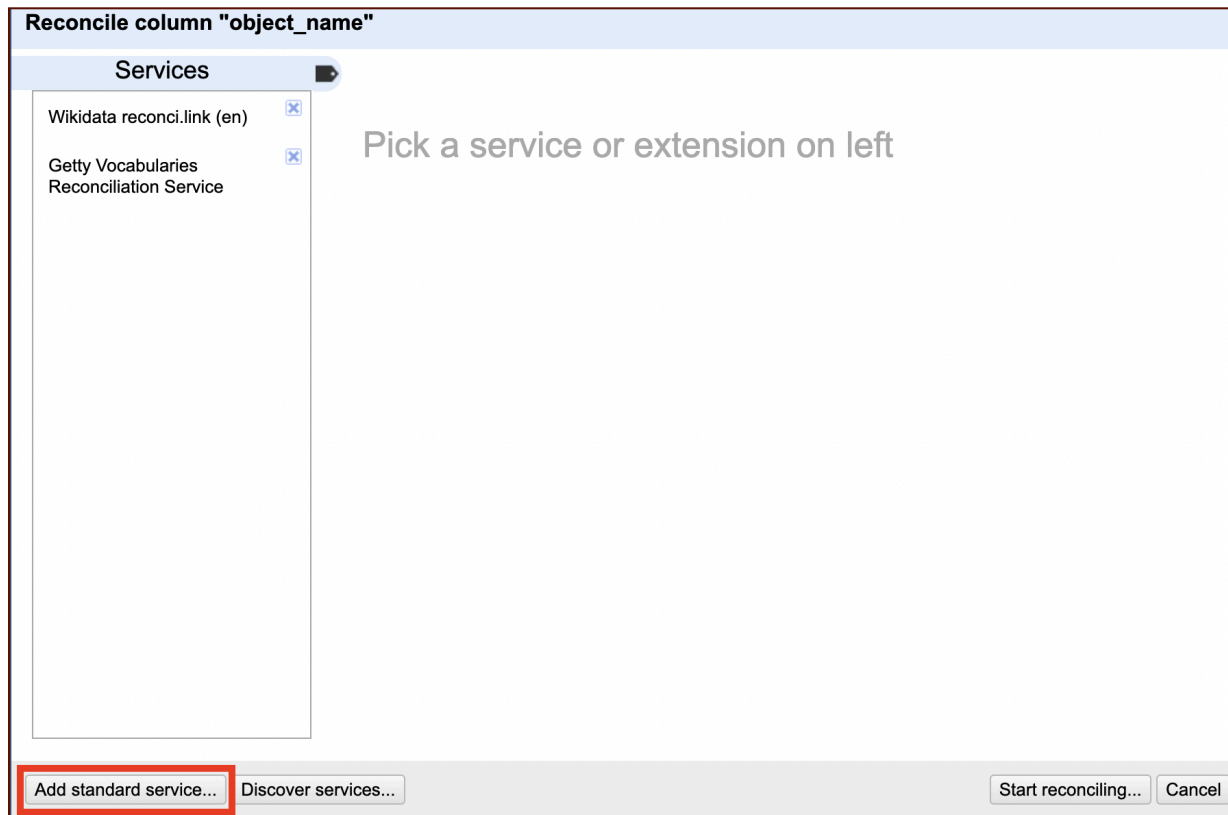 Reconcile column "object_name"
Services
Wikidata reconci.link (en)
Getty Vocabularies
Reconciliation Service
Pick a service or extension on left
Add standard service...
Discover services...
Start reconciling...
Cancel